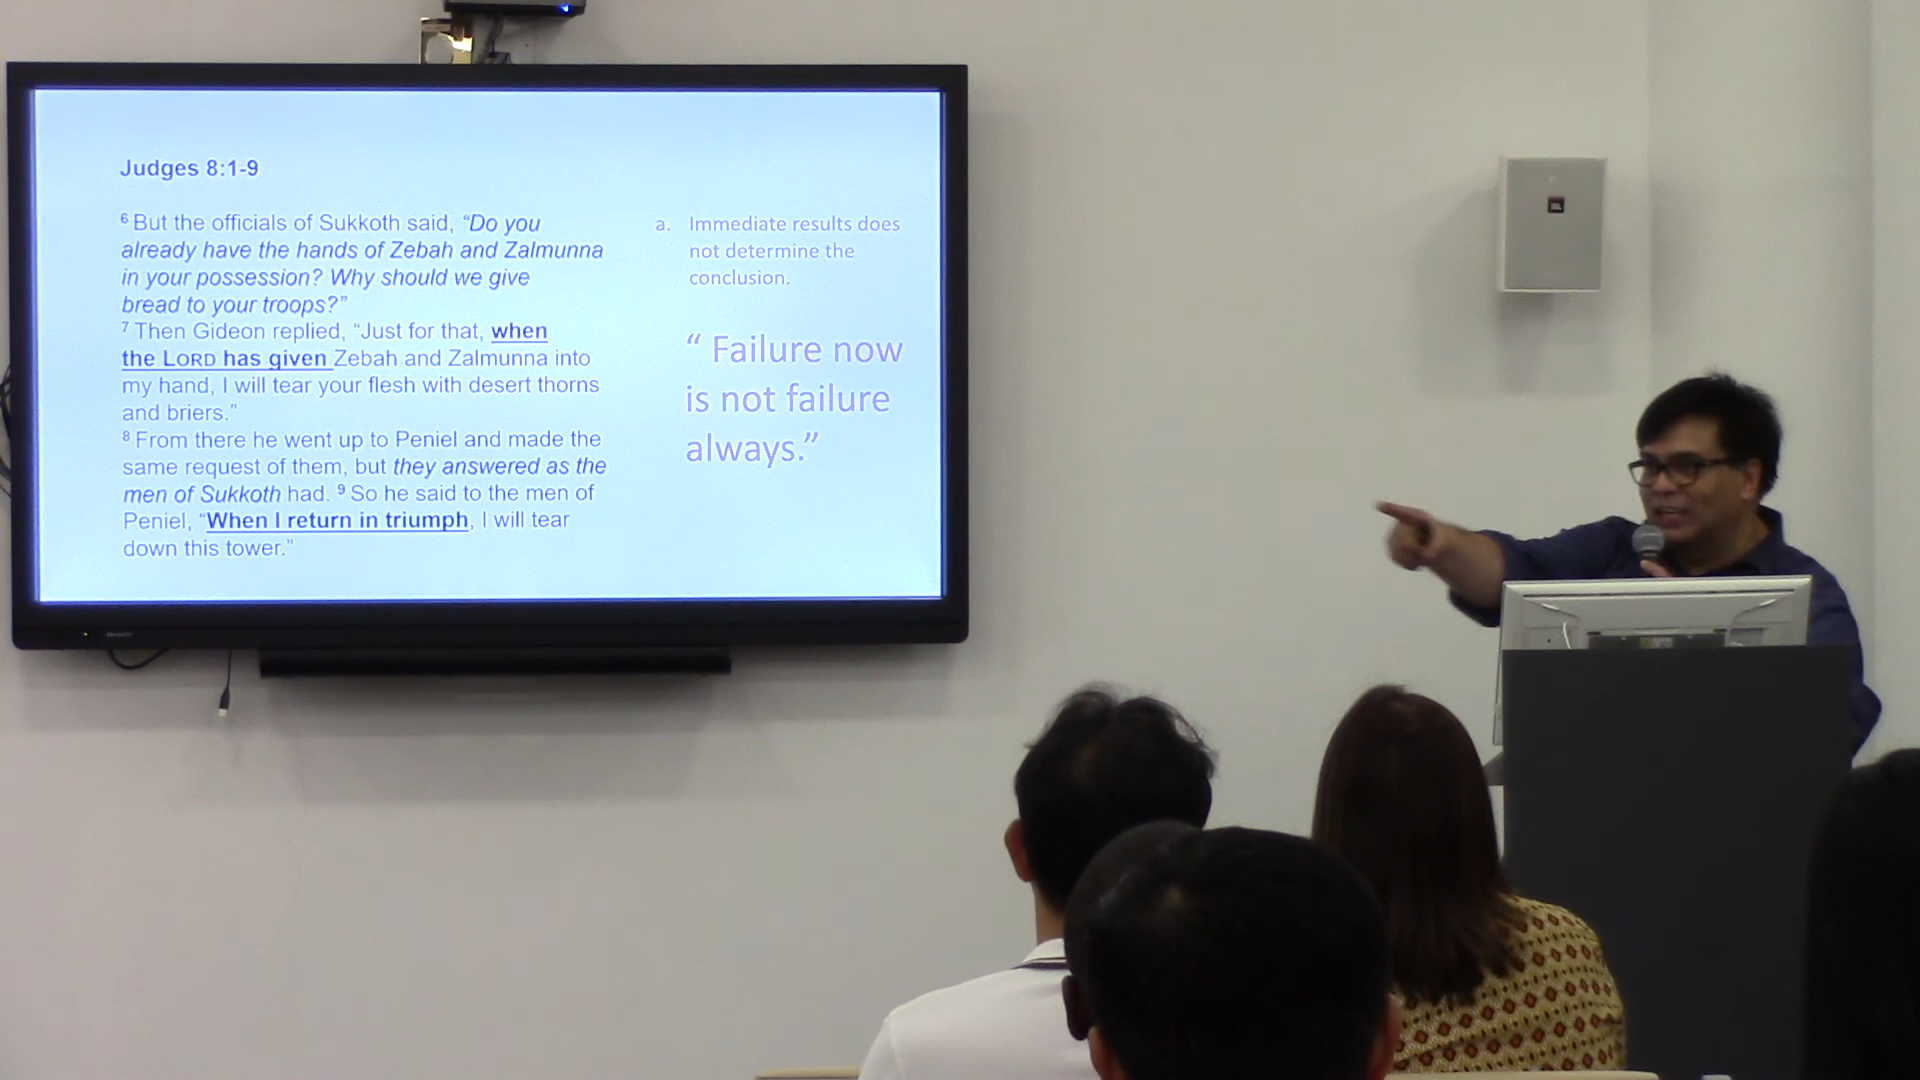 Judges 8:1-9
6 But the officials of Sukkoth said, “Do you
already have the hands of Zebah and Zalmunna
in your possession? Why should we give
bread to your troops?”
7 Then Gideon replied, “Just for that, when
the LORD has given Zebah and Zalmunna into
my hand, I will tear your flesh with desert thorns
and briers.”
8 From there he went up to Peniel and made the
same request of them, but they answered as the
men of Sukkoth had. 9 So he said to the men of
Peniel, “When I return in triumph, I will tear
down this tower.”
a. Immediate results does
not determine the
conclusion.
“ Failure now
is not failure
always.”